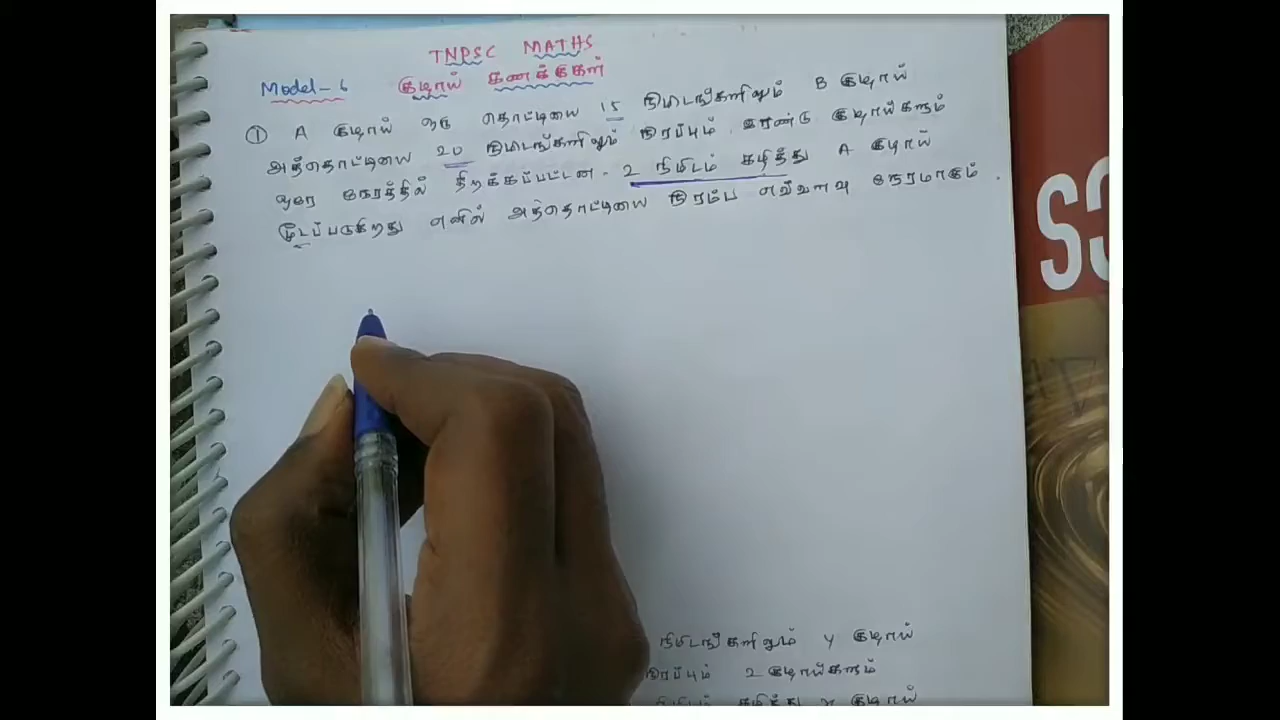 TNPSC MATHS
Model-6 குழாய் கணக்குகள்
① A குழாய் ஒரு தொட்டியை 15 நிமிடங்களிலும் B குழாய்
அத்தொட்டியை 20 நிமிடங்களிலும் நிரப்பும். இரண்டு குழாய்களும்
ஒரே நேரத்தில் திறக்கப்பட்டன. 2 நிமிடம் கழித்து A குழாய்
மூடப்படுகிறது எனில் அத்தொட்டியை நிரம்ப எவ்வளவு நேரமாகும்.
நிமிடங்களிலும் y குழாய்
நிரப்பும் 2 குழாய்களும்
கழித்து x குழாய்